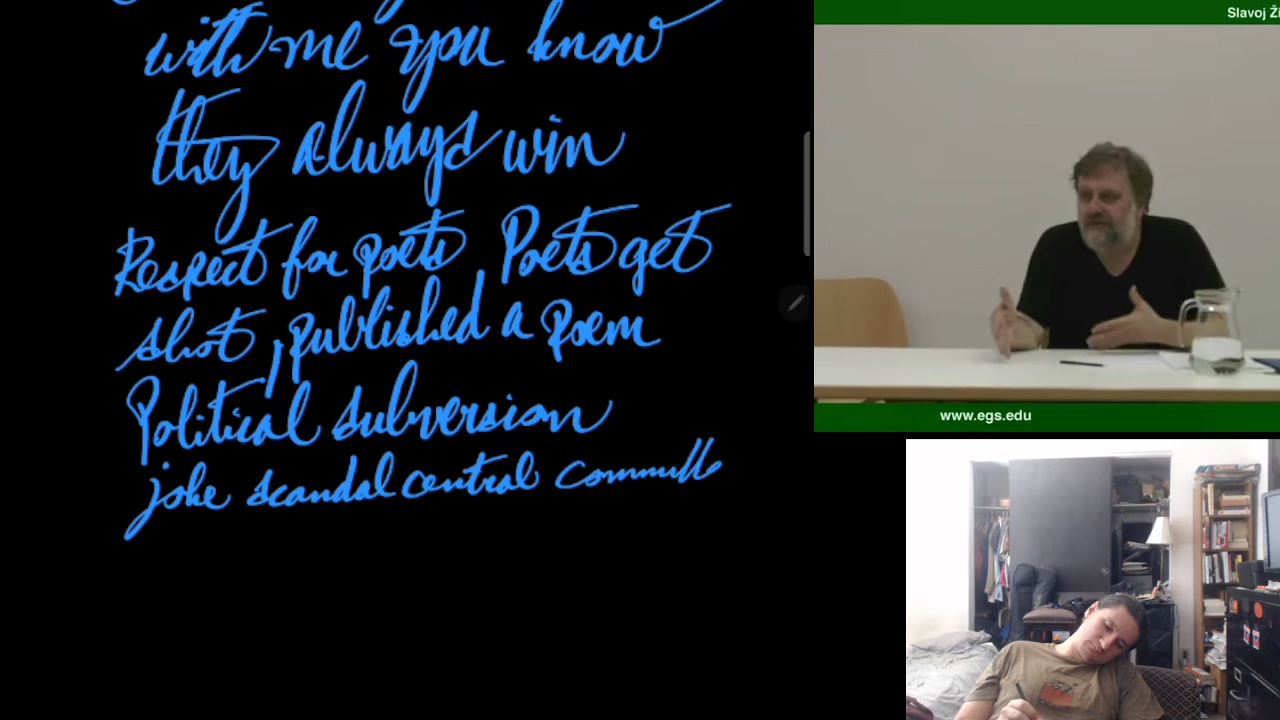 with me you know
they always win
Respect for poets, Poets get
shot, published a poem
Political subversion
joke scandal central
Slavoj Ži
www.egs.edu